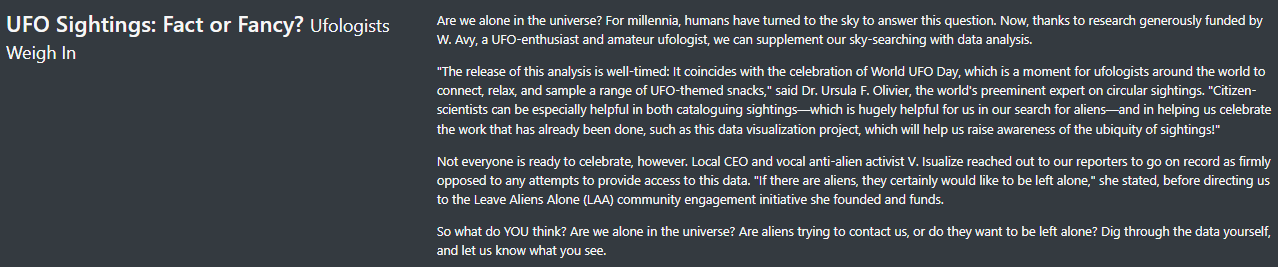 UFO Sightings: Fact or Fancy? Ufologists
Weigh In
Are we alone in the universe? For millennia, humans have turned to the sky to answer this question. Now, thanks to research generously funded by
W. Avy, a UFO-enthusiast and amateur ufologist, we can supplement our sky-searching with data analysis.
"The release of this analysis is well-timed: It coincides with the celebration of World UFO Day, which is a moment for ufologists around the world to
connect, relax, and sample a range of UFO-themed snacks," said Dr. Ursula F. Olivier, the world's preeminent expert on circular sightings. "Citizen-
scientists can be especially helpful in both cataloguing sightings—which is hugely helpful for us in our search for aliens—and in helping us celebrate
the work that has already been done, such as this data visualization project, which will help us raise awareness of the ubiquity of sightings!"
Not everyone is ready to celebrate, however. Local CEO and vocal anti-alien activist V. Isualize reached out to our reporters to go on record as firmly
opposed to any attempts to provide access to this data. "If there are aliens, they certainly would like to be left alone," she stated, before directing us
to the Leave Aliens Alone (LAA) community engagement initiative she founded and funds.
So what do YOU think? Are we alone in the universe? Are aliens trying to contact us, or do they want to be left alone? Dig through the data yourself,
and let us know what you see.